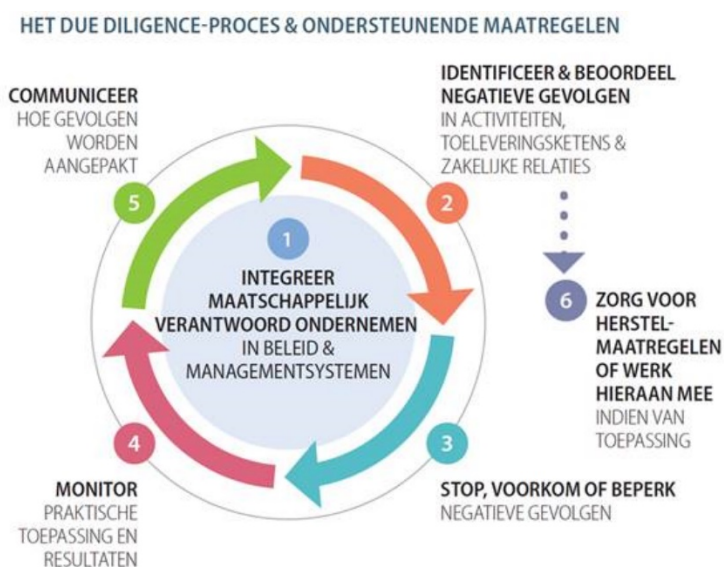 HET DUE DILIGENCE-PROCES & ONDERSTEUNENDE MAATREGELEN
1
INTEGREER
MAATSCHAPPELIJK
VERANTWOORD ONDERNEMEN
IN BELEID &
MANAGEMENTSYSTEMEN
2
IDENTIFICEER & BEOORDEEL
NEGATIEVE GEVOLGEN
IN ACTIVITEITEN,
TOELEVERINGSKETENS &
ZAKELIJKE RELATIES
3
STOP, VOORKOM OF BEPERK
NEGATIEVE GEVOLGEN
4
MONITOR
PRAKTISCHE
TOEPASSING EN
RESULTATEN
5
COMMUNICEER
HOE GEVOLGEN
WORDEN
AANGEPAKT
6
ZORG VOOR
HERSTEL-
MAATREGELEN
OF WERK
HIERAAN MEE
INDIEN VAN
TOEPASSING